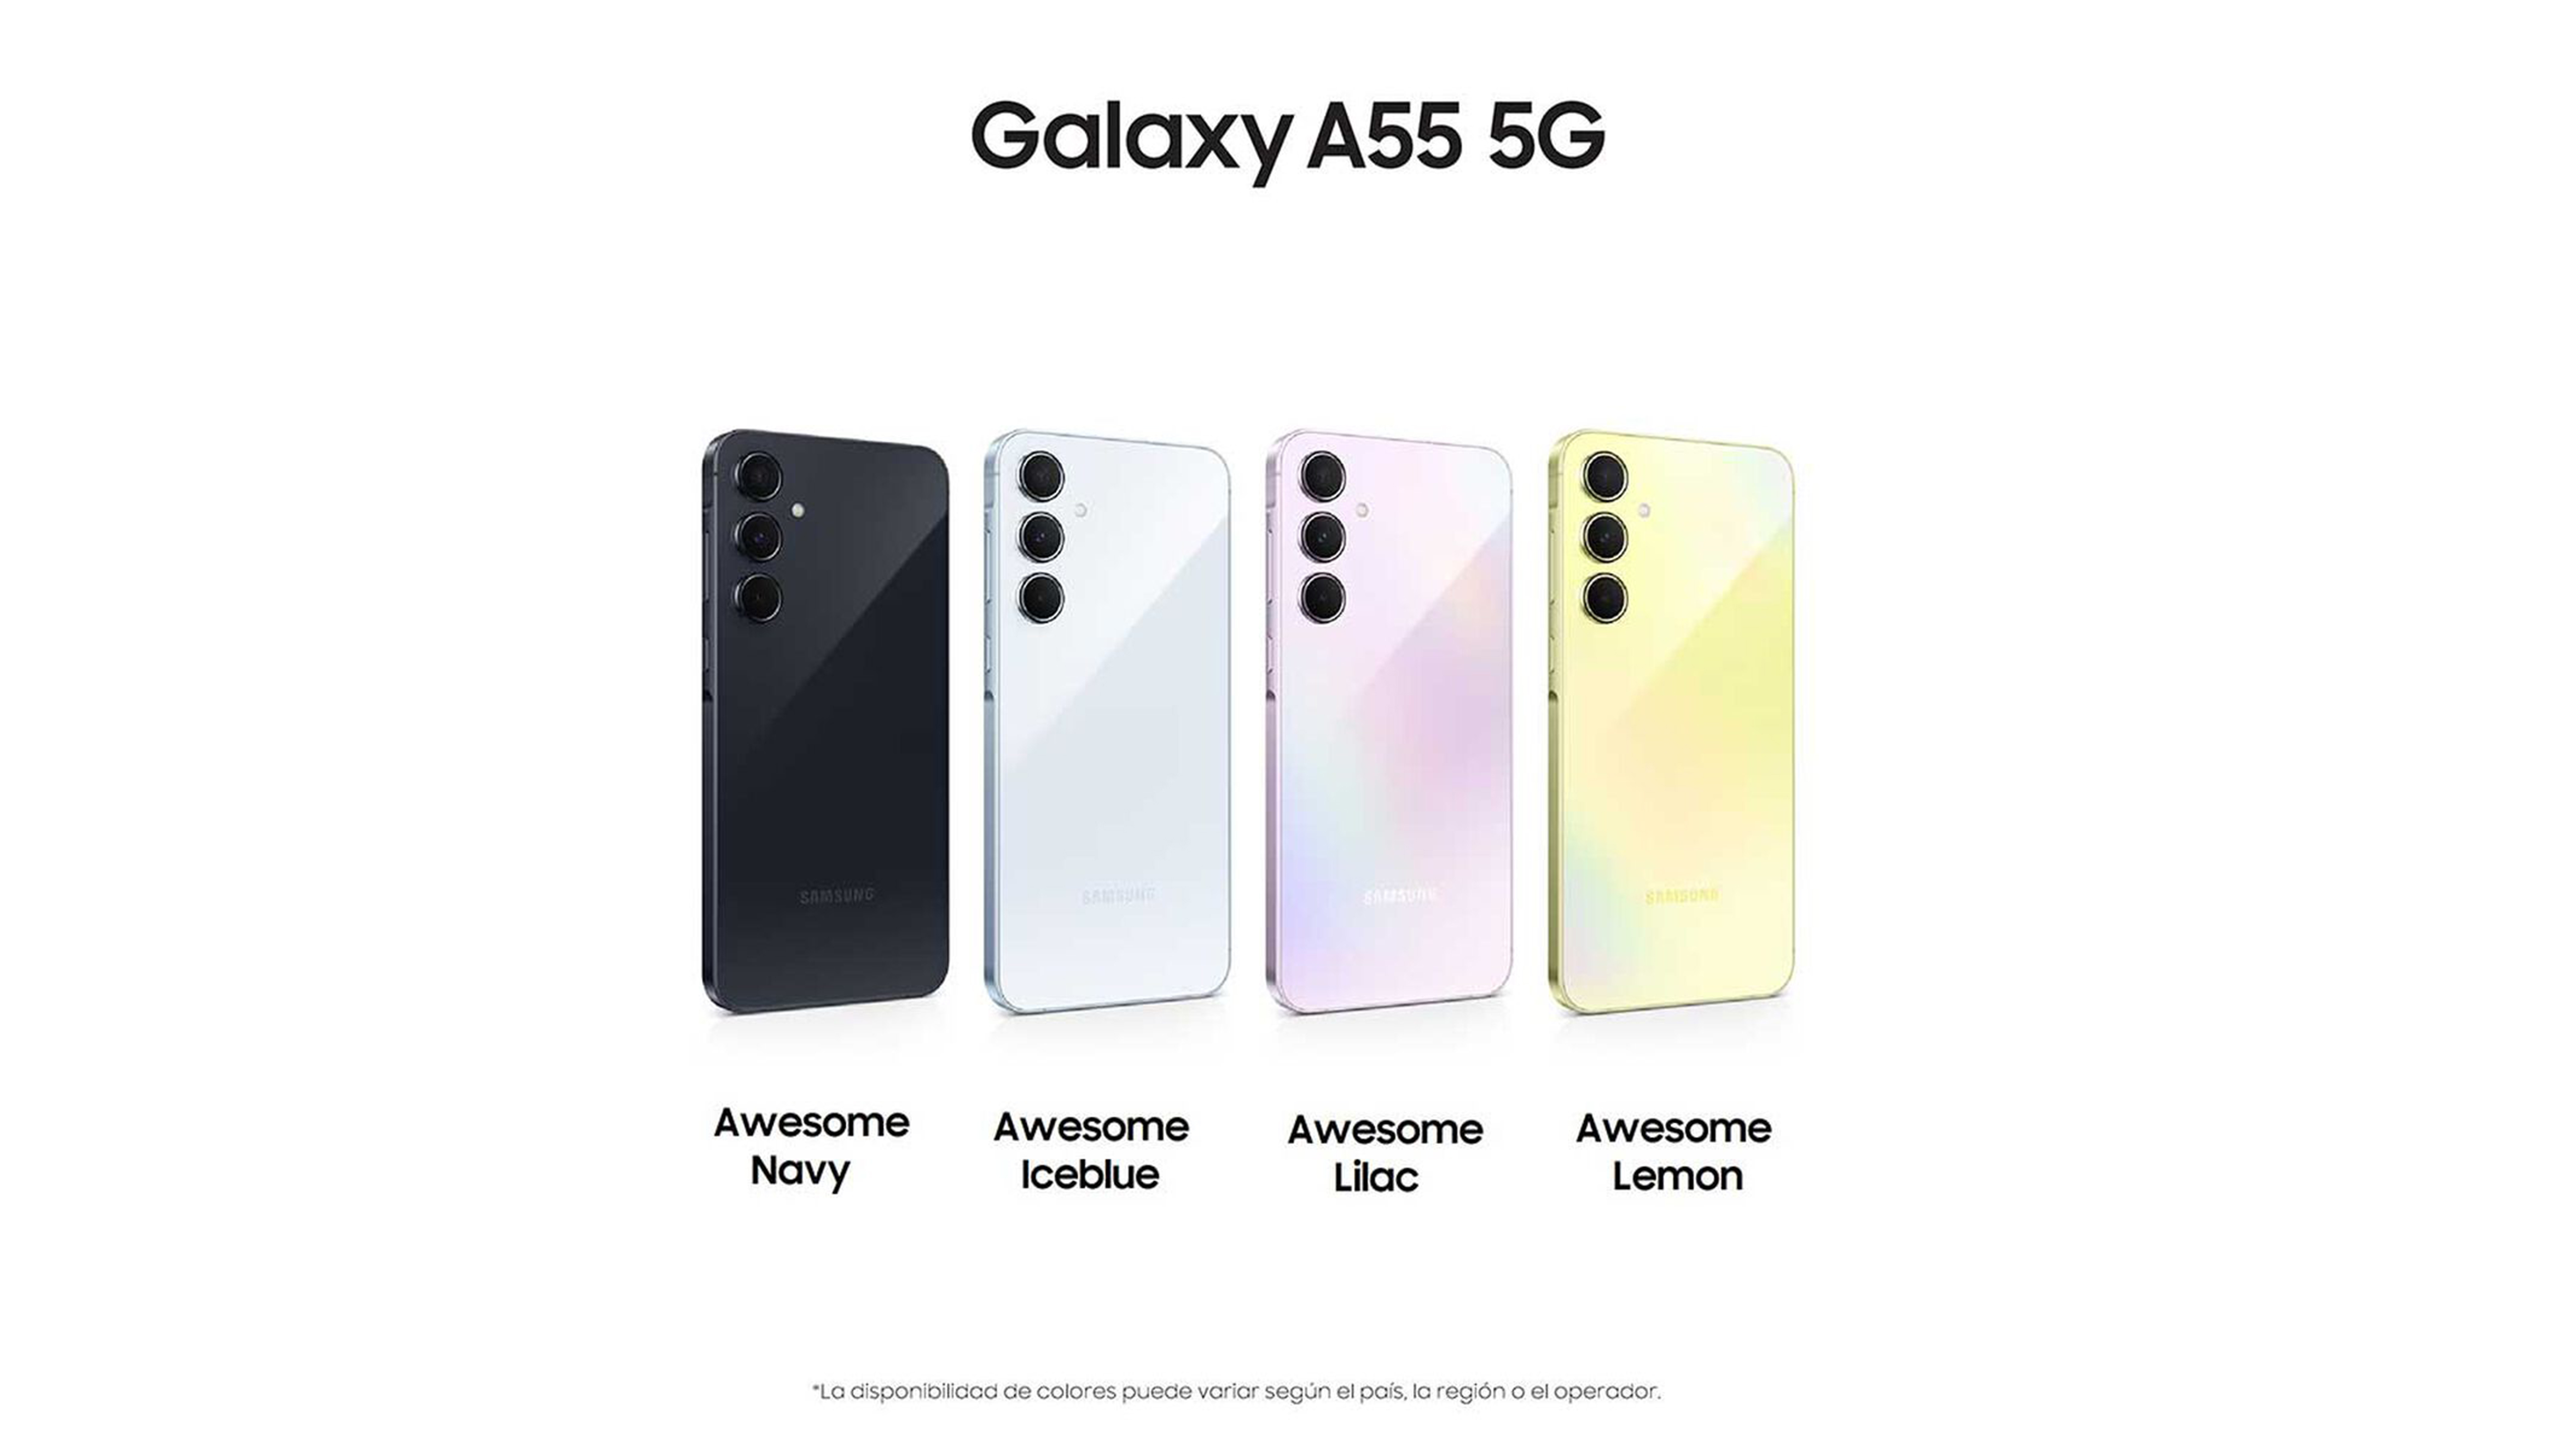 Galaxy A55 5G
SAMSUNG
SAMSUNG
SAMSUNG
SAMSUNG
Awesome
Navy
Awesome
Iceblue
Awesome
Lilac
Awesome
Lemon
*La disponibilidad de colores puede variar según el país, la región o el operador.